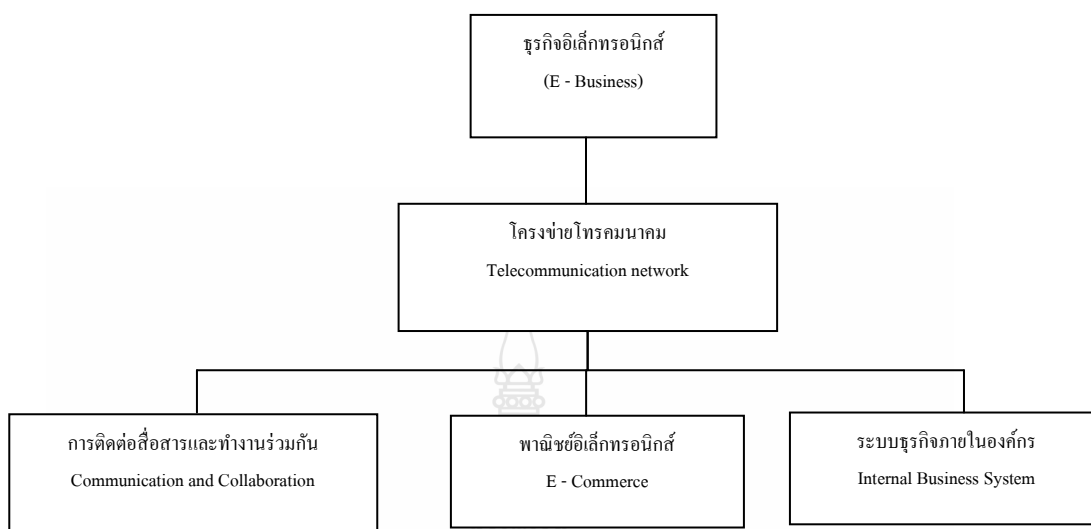 ธุรกิจอิเล็กทรอนิกส์
(E - Business)
โครงข่ายโทรคมนาคม
Telecommunication network
การติดต่อสื่อสารและทำงานร่วมกัน
Communication and Collaboration
พาณิชย์อิเล็กทรอนิกส์
E - Commerce
ระบบธุรกิจภายในองค์กร
Internal Business System